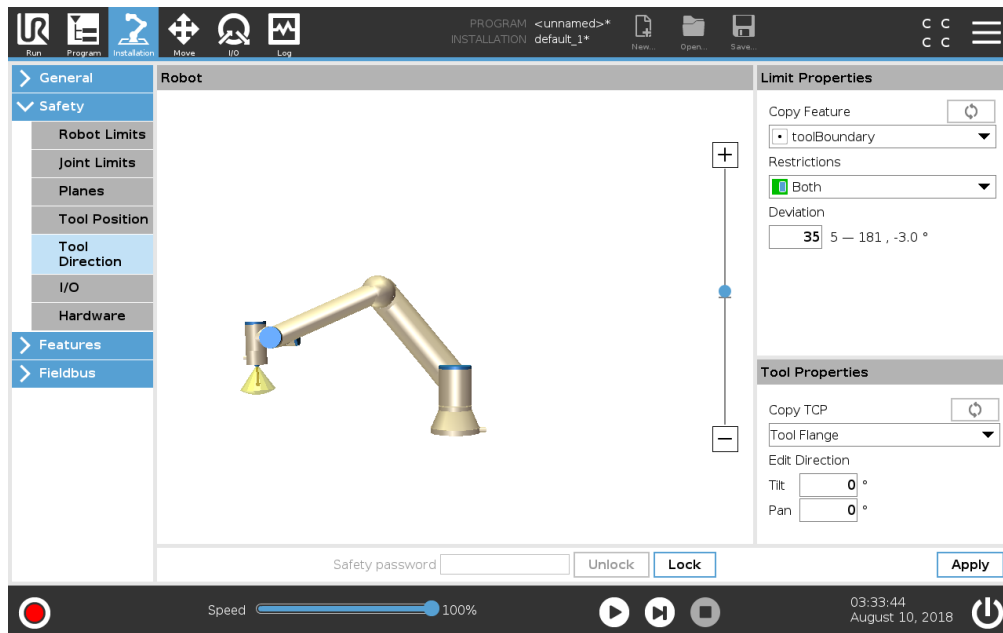 UR
Run
Program
Installation
Move
I/O
Log
PROGRAM <unnamed>*
INSTALLATION default_1*
New...
Open...
Save...
C C
C C
General
Safety
Robot Limits
Joint Limits
Planes
Tool Position
Tool
Direction
I/O
Hardware
Features
Fieldbus
Robot
+
−
Limit Properties
Copy Feature
toolBoundary
Restrictions
Both
Deviation
35 5 — 181 , -3.0 °
Tool Properties
Copy TCP
Tool Flange
Edit Direction
Tilt 0 °
Pan 0 °
Safety password Unlock Lock Apply
Speed 100%
03:33:44
August 10, 2018